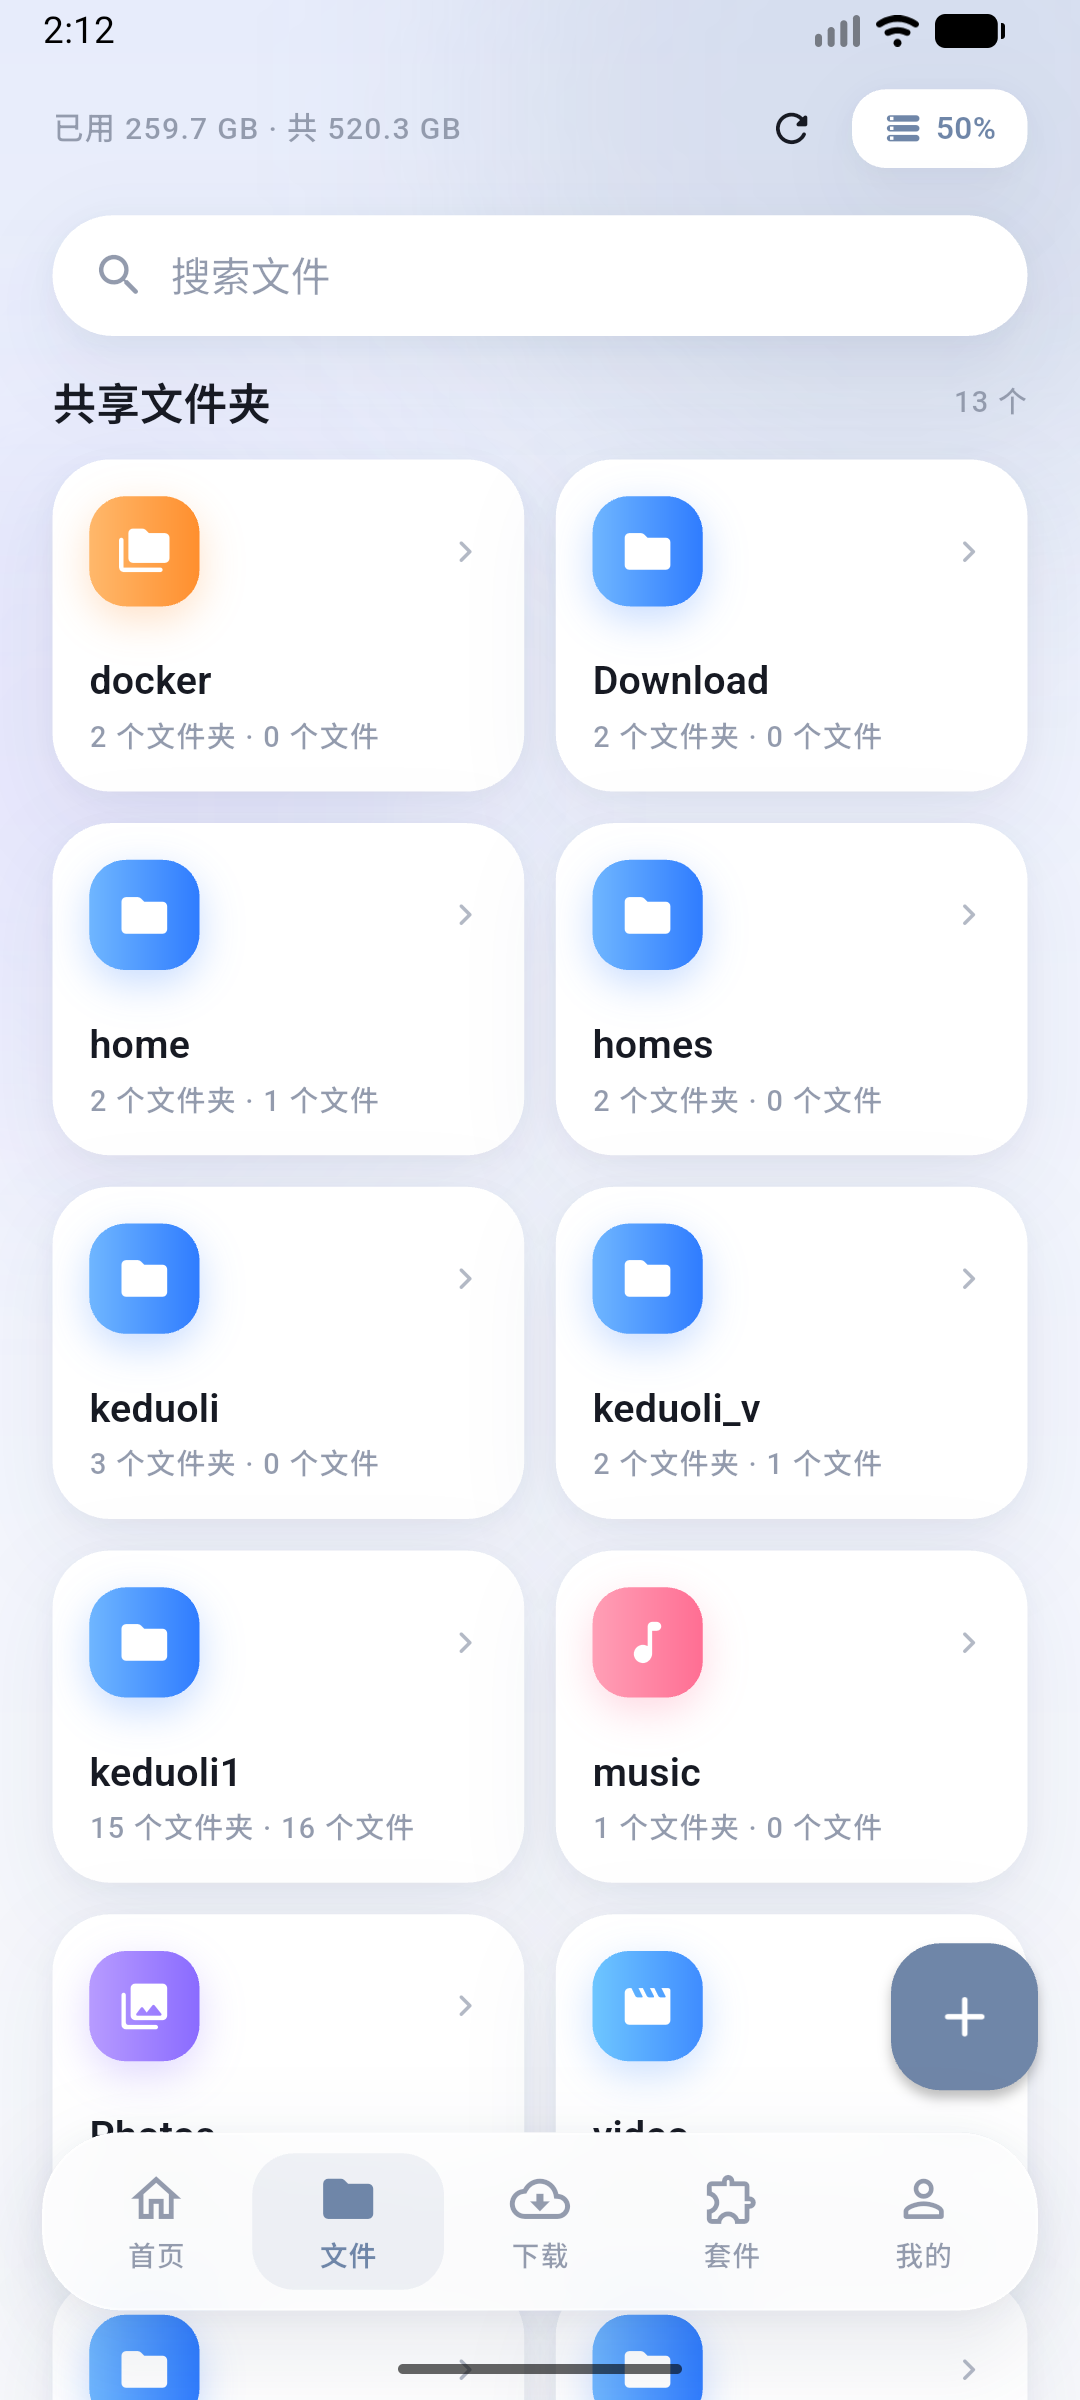 2:12
已用 259.7 GB · 共 520.3 GB
50%
搜索文件
共享文件夹
13 个
docker
2 个文件夹 · 0 个文件
Download
2 个文件夹 · 0 个文件
home
2 个文件夹 · 1 个文件
homes
2 个文件夹 · 0 个文件
keduoli
3 个文件夹 · 0 个文件
keduoli_v
2 个文件夹 · 1 个文件
keduoli1
15 个文件夹 · 16 个文件
music
1 个文件夹 · 0 个文件
Photos
video
首页
文件
下载
套件
我的